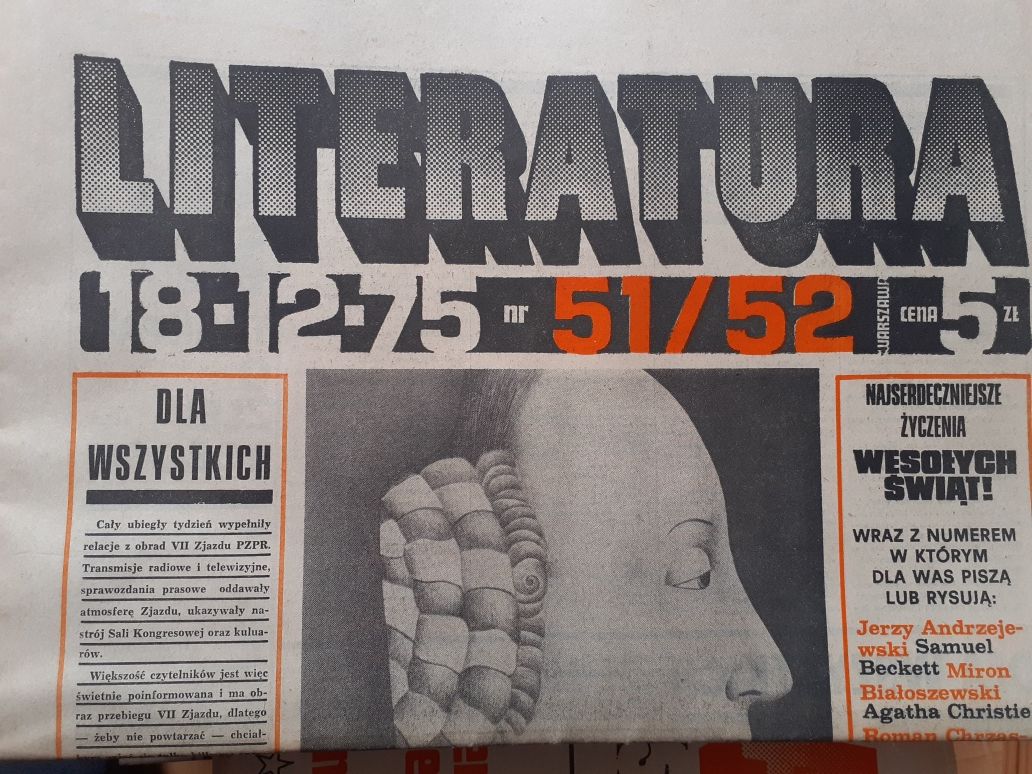 LITERATURA
18-12-75 nr 51/52 WARSZAWA CENA 5 ZŁ
DLA
WSZYSTKICH
Cały ubiegły tydzień wypełniły
relacje z obrad VII Zjazdu PZPR.
Transmisje radiowe i telewizyjne,
sprawozdania prasowe oddawały
atmosferę Zjazdu, ukazywały na-
strój Sali Kongresowej oraz kulua-
rów.
Większość czytelników jest więc
świetnie poinformowana i ma ob-
raz przebiegu VII Zjazdu, dlatego
— żeby nie powtarzać — chciał-
NAJSERDECZNIEJSZE
ŻYCZENIA
WESOŁYCH
ŚWIĄT!
WRAZ Z NUMEREM
W KTÓRYM
DLA WAS PISZĄ
LUB RYSUJĄ:
Jerzy Andrzeje-
wski Samuel
Beckett Miron
Białoszewski
Agatha Christie
Roman Chrzas-